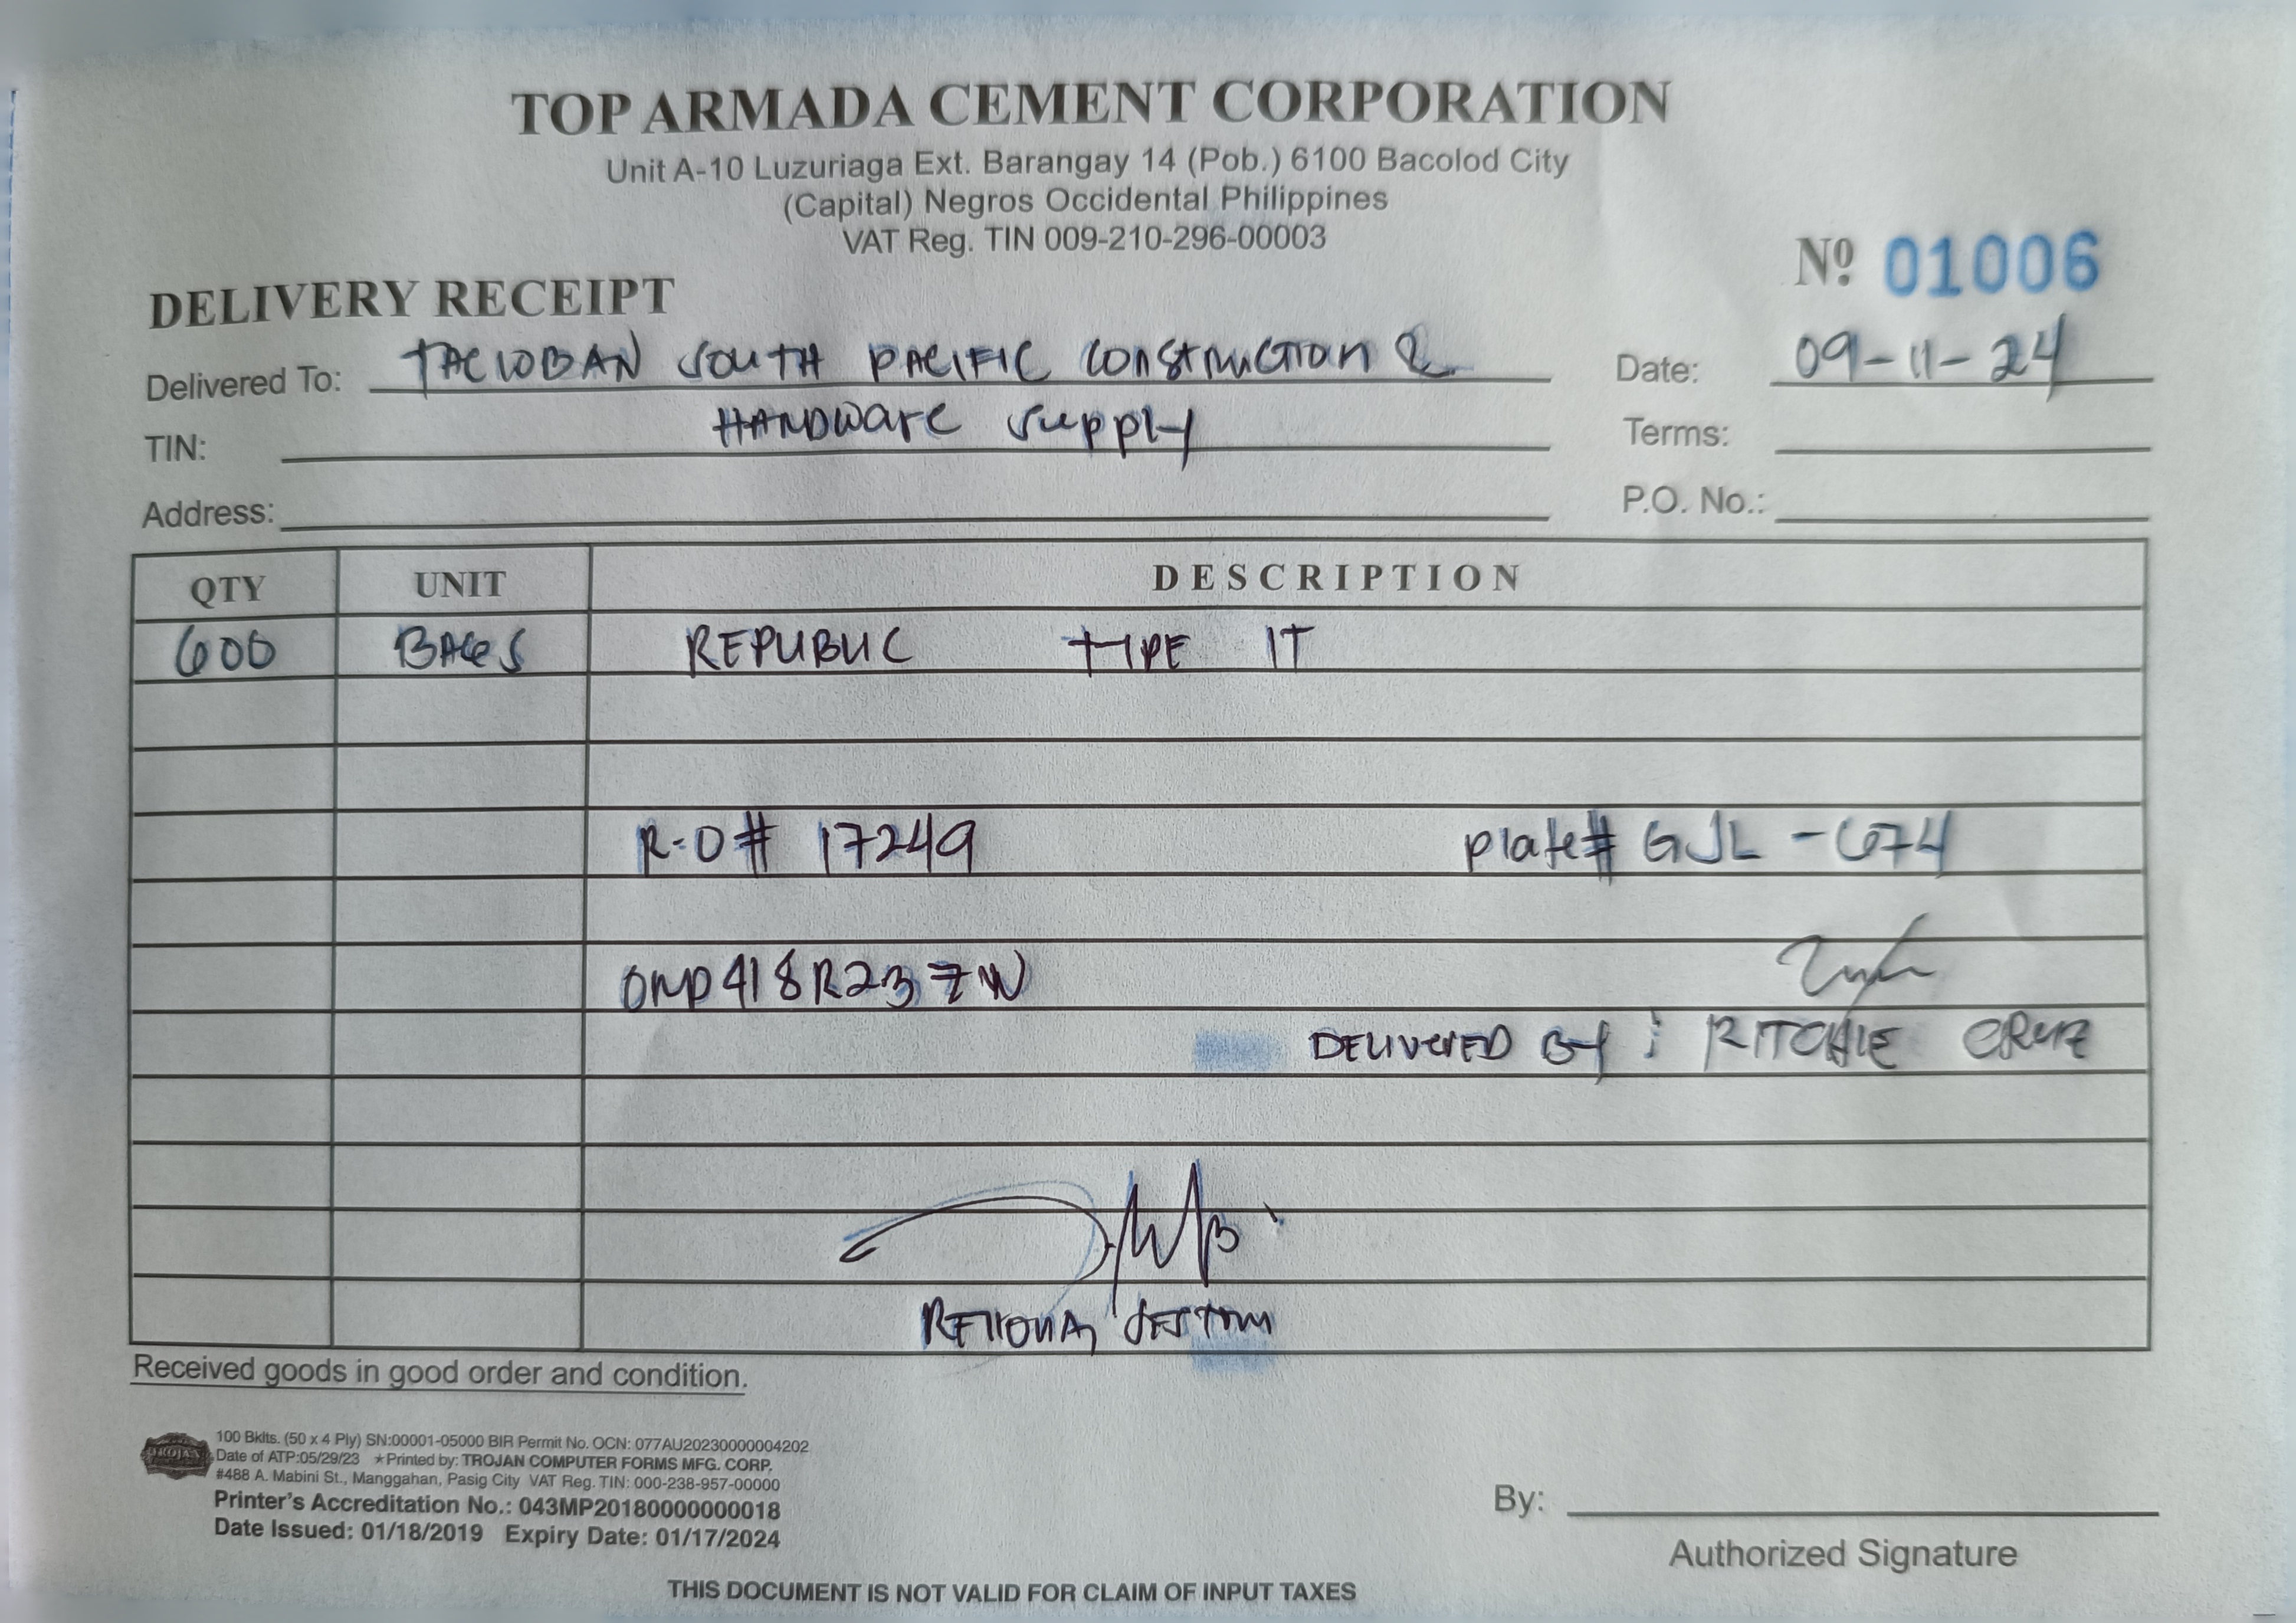 TOP ARMADA CEMENT CORPORATION
Unit A-10 Luzuriaga Ext. Barangay 14 (Pob.) 6100 Bacolod City
(Capital) Negros Occidental Philippines
VAT Reg. TIN 009-210-296-00003
Nº 01006
DELIVERY RECEIPT
Delivered To: TACLOBAN SOUTH PACIFIC CONSTRUCTION & Date: 09-11-24
HARDWARE SUPPLY
TIN: Terms:
Address: P.O. No.:
QTY UNIT DESCRIPTION
600 BAGS REPUBLIC TYPE 1T
R-O# 17249 plate# GJL-674
OMP418R237W
DELIVERED BY: RITCHIE CRUZ
Received goods in good order and condition.
TROJAN
100 Bklts. (50 x 4 Ply) SN:00001-05000 BIR Permit No. OCN: 077AU20230000004202
Date of ATP:05/29/23 ★Printed by: TROJAN COMPUTER FORMS MFG. CORP.
#488 A. Mabini St., Manggahan, Pasig City VAT Reg. TIN: 000-238-957-00000
Printer's Accreditation No.: 043MP20180000000018
Date Issued: 01/18/2019 Expiry Date: 01/17/2024
By:
Authorized Signature
THIS DOCUMENT IS NOT VALID FOR CLAIM OF INPUT TAXES